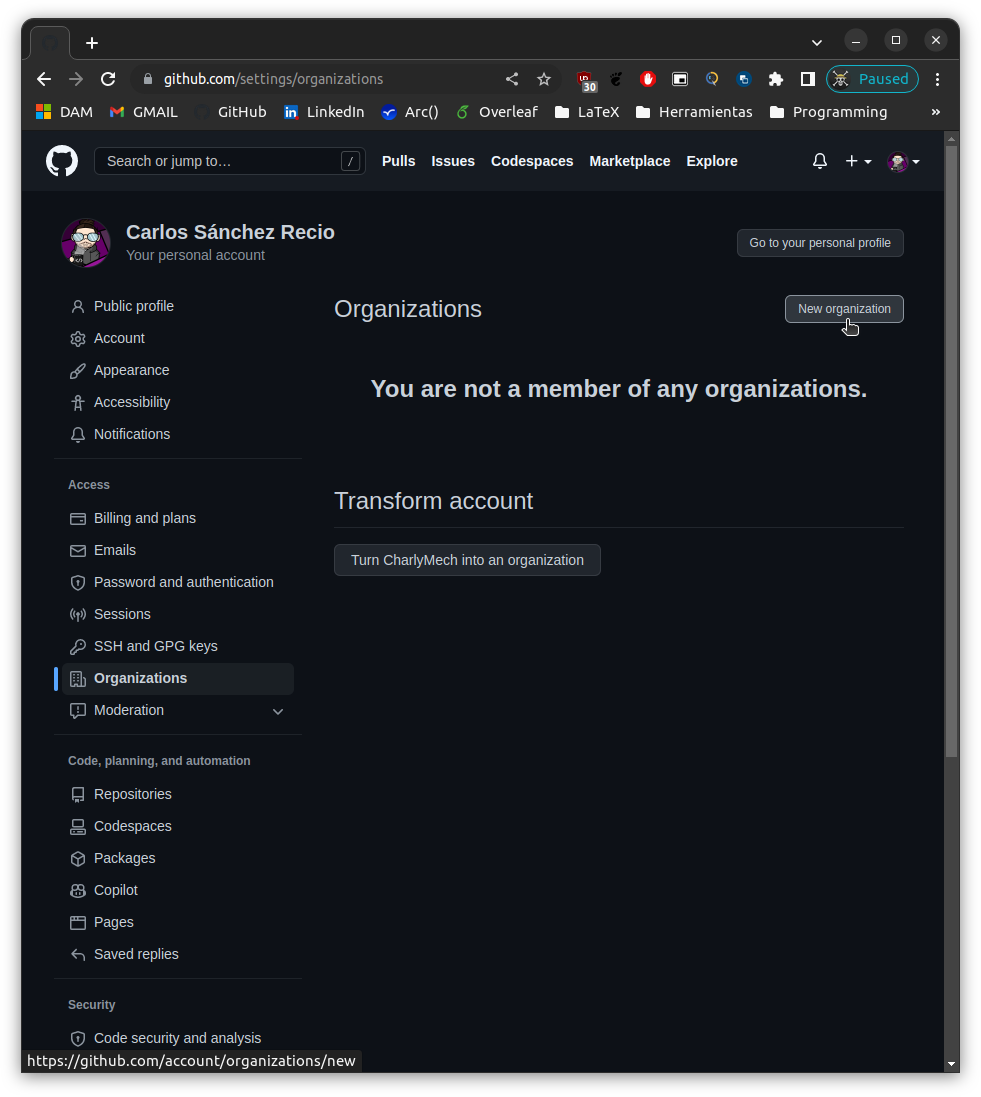 github.com/settings/organizations
30
Paused
DAM GMAIL GitHub LinkedIn Arc() Overleaf LaTeX Herramientas Programming »
Search or jump to… / Pulls Issues Codespaces Marketplace Explore
Carlos Sánchez Recio
Your personal account
Go to your personal profile
Public profile
Account
Appearance
Accessibility
Notifications
Access
Billing and plans
Emails
Password and authentication
Sessions
SSH and GPG keys
Organizations
Moderation
Code, planning, and automation
Repositories
Codespaces
Packages
Copilot
Pages
Saved replies
Security
Code security and analysis
Organizations
New organization
You are not a member of any organizations.
Transform account
Turn CharlyMech into an organization
https://github.com/account/organizations/new